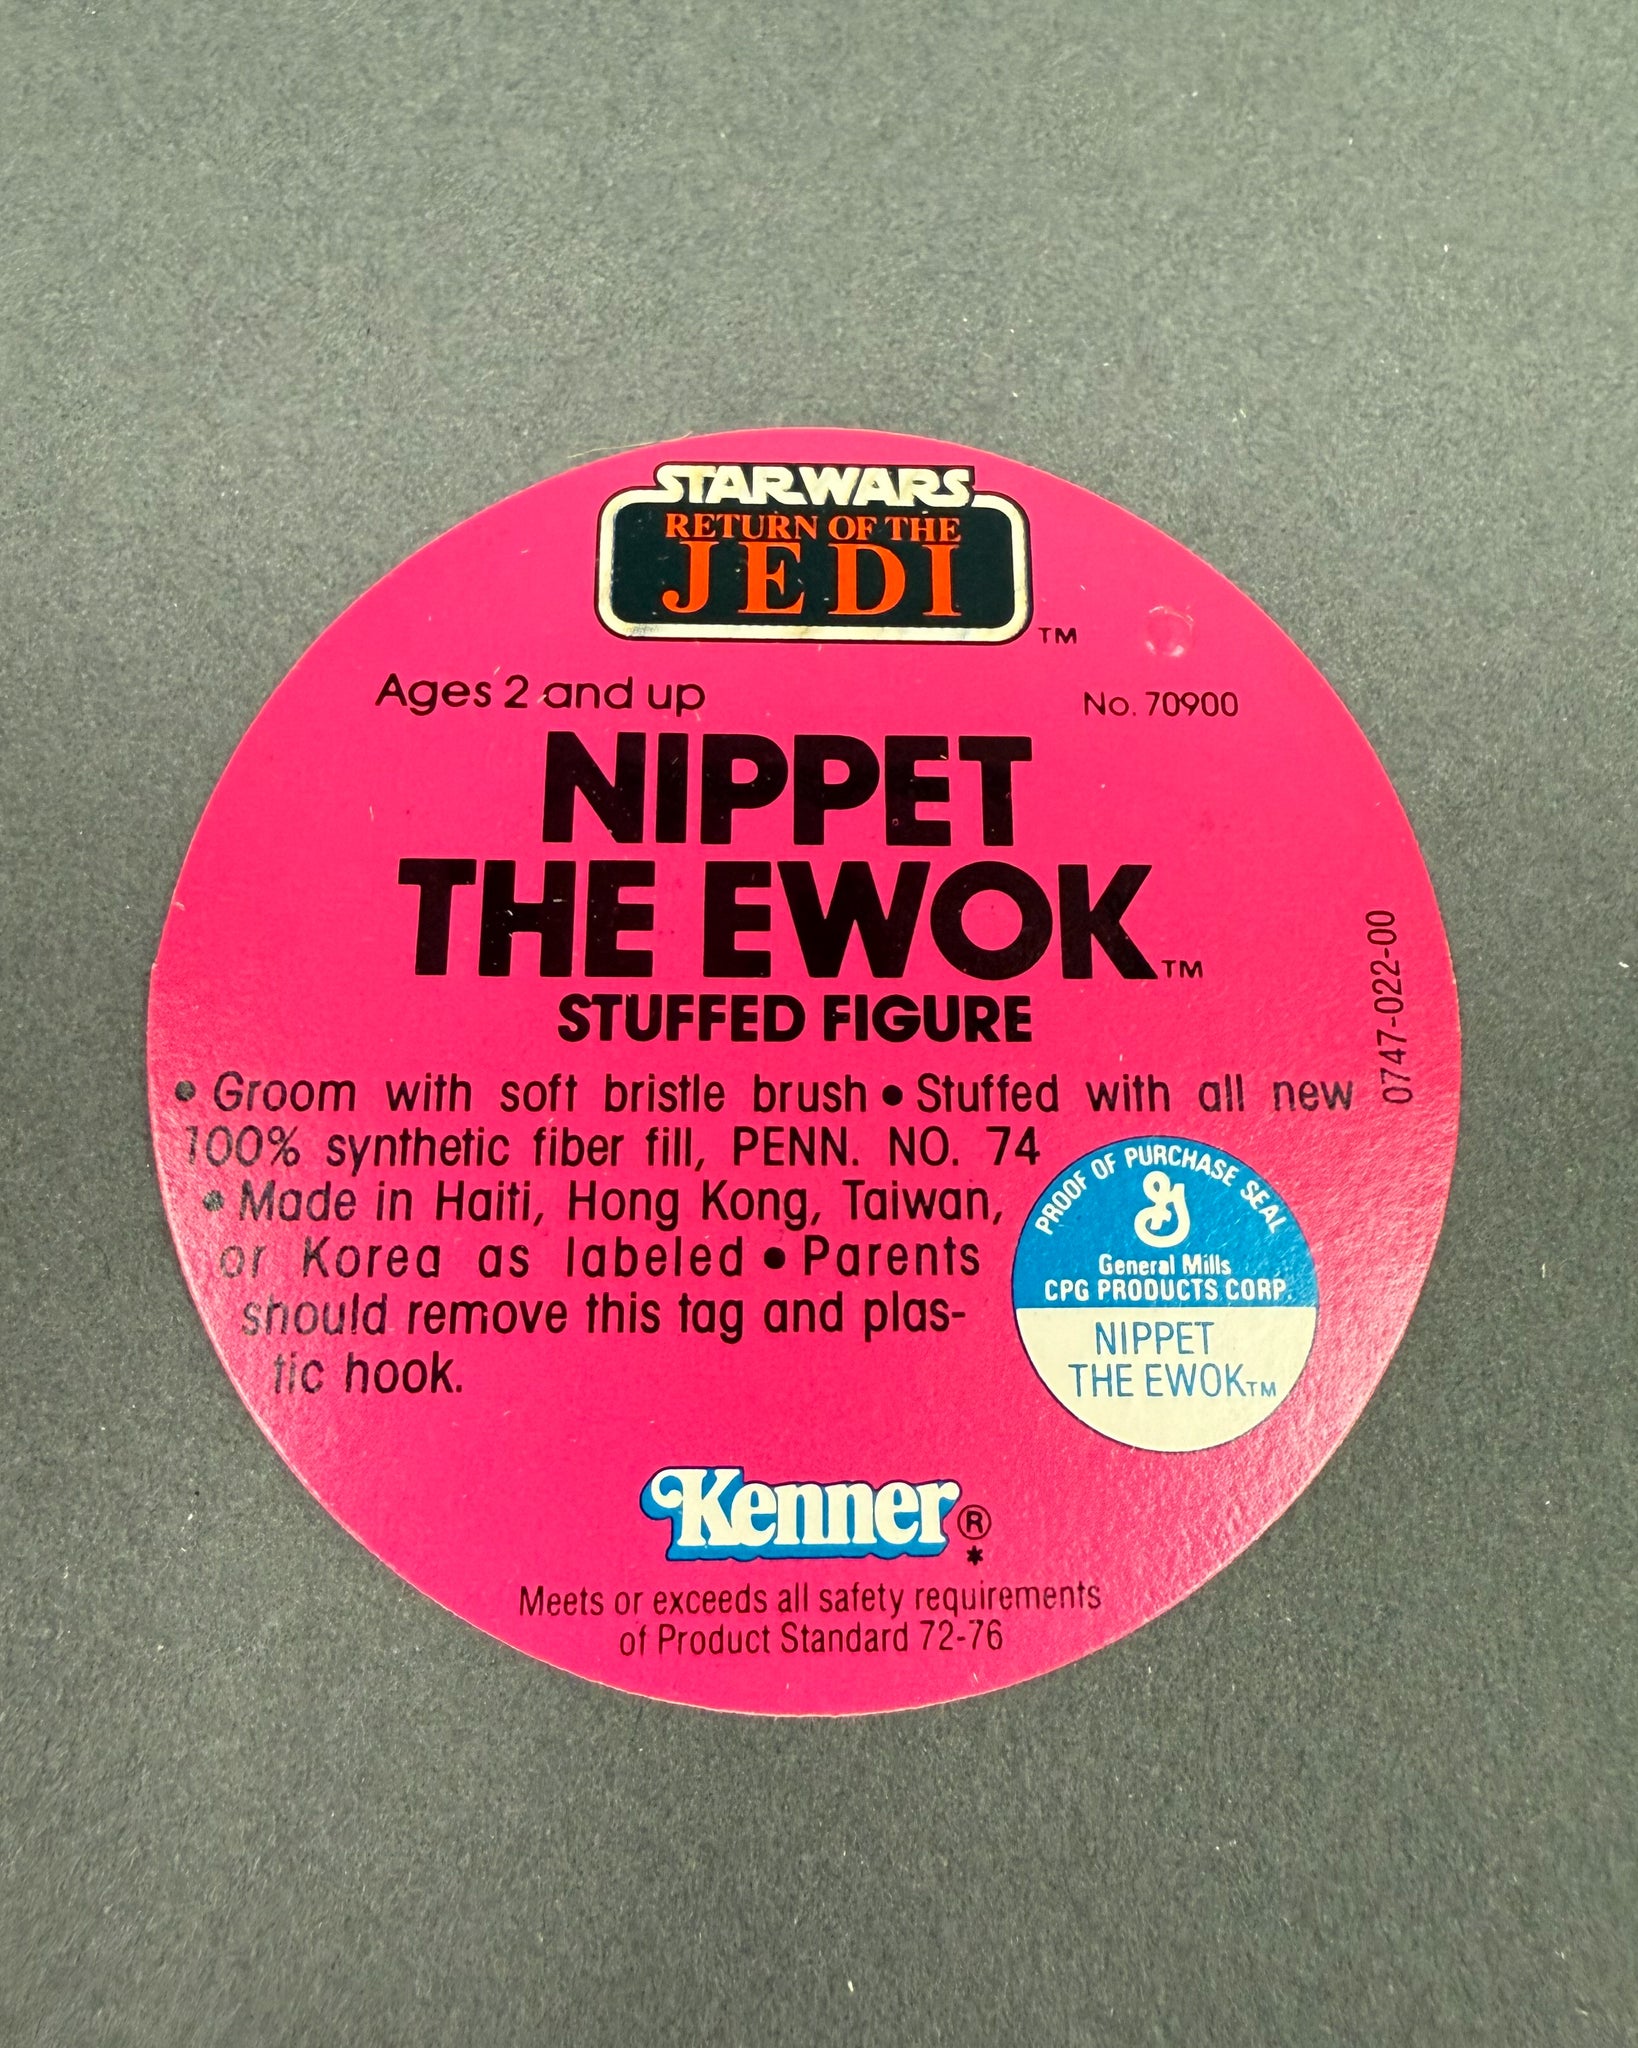 STAR WARS
RETURN OF THE
JEDI
TM
Ages 2 and up
No. 70900
NIPPET
THE EWOK TM
STUFFED FIGURE
0747-022-00
• Groom with soft bristle brush • Stuffed with all new
100% synthetic fiber fill, PENN. NO. 74
• Made in Haiti, Hong Kong, Taiwan,
or Korea as labeled • Parents
should remove this tag and plas-
tic hook.
PROOF OF PURCHASE SEAL
G
General Mills
CPG PRODUCTS CORP.
NIPPET
THE EWOK TM
Kenner ®
*
Meets or exceeds all safety requirements
of Product Standard 72-76